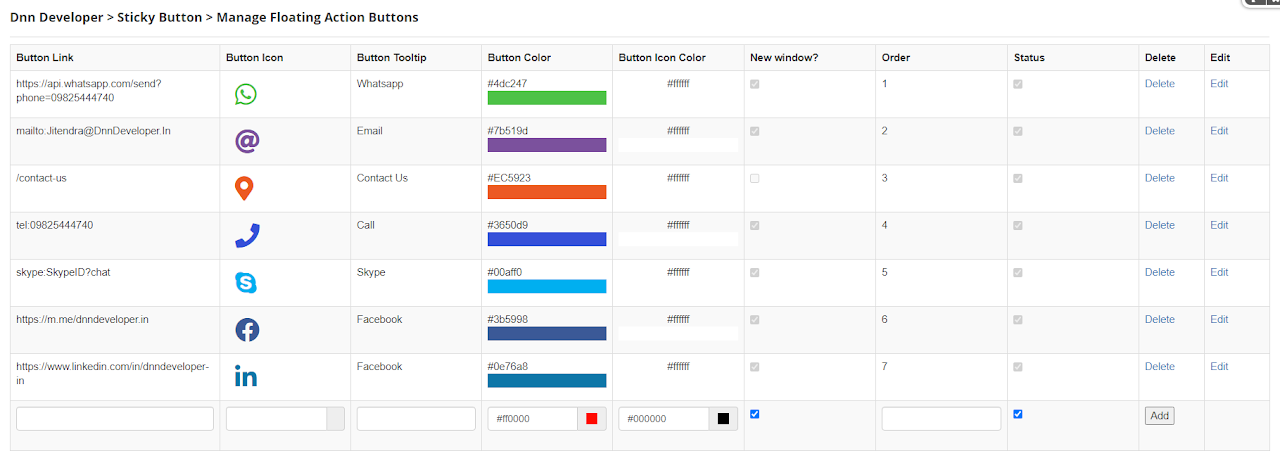 Dnn Developer > Sticky Button > Manage Floating Action Buttons
Button Link Button Icon Button Tooltip Button Color Button Icon Color New window? Order Status Delete Edit
https://api.whatsapp.com/send? Whatsapp #4dc247 #ffffff 1 Delete Edit
phone=09825444740
mailto:Jitendra@DnnDeveloper.In Email #7b519d #ffffff 2 Delete Edit
/contact-us Contact Us #EC5923 #ffffff 3 Delete Edit
tel:09825444740 Call #3650d9 #ffffff 4 Delete Edit
skype:SkypeID?chat Skype #00aff0 #ffffff 5 Delete Edit
https://m.me/dnndeveloper.in Facebook #3b5998 #ffffff 6 Delete Edit
https://www.linkedin.com/in/dnndeveloper- Facebook #0e76a8 #ffffff 7 Delete Edit
in
#ff0000 #000000 Add